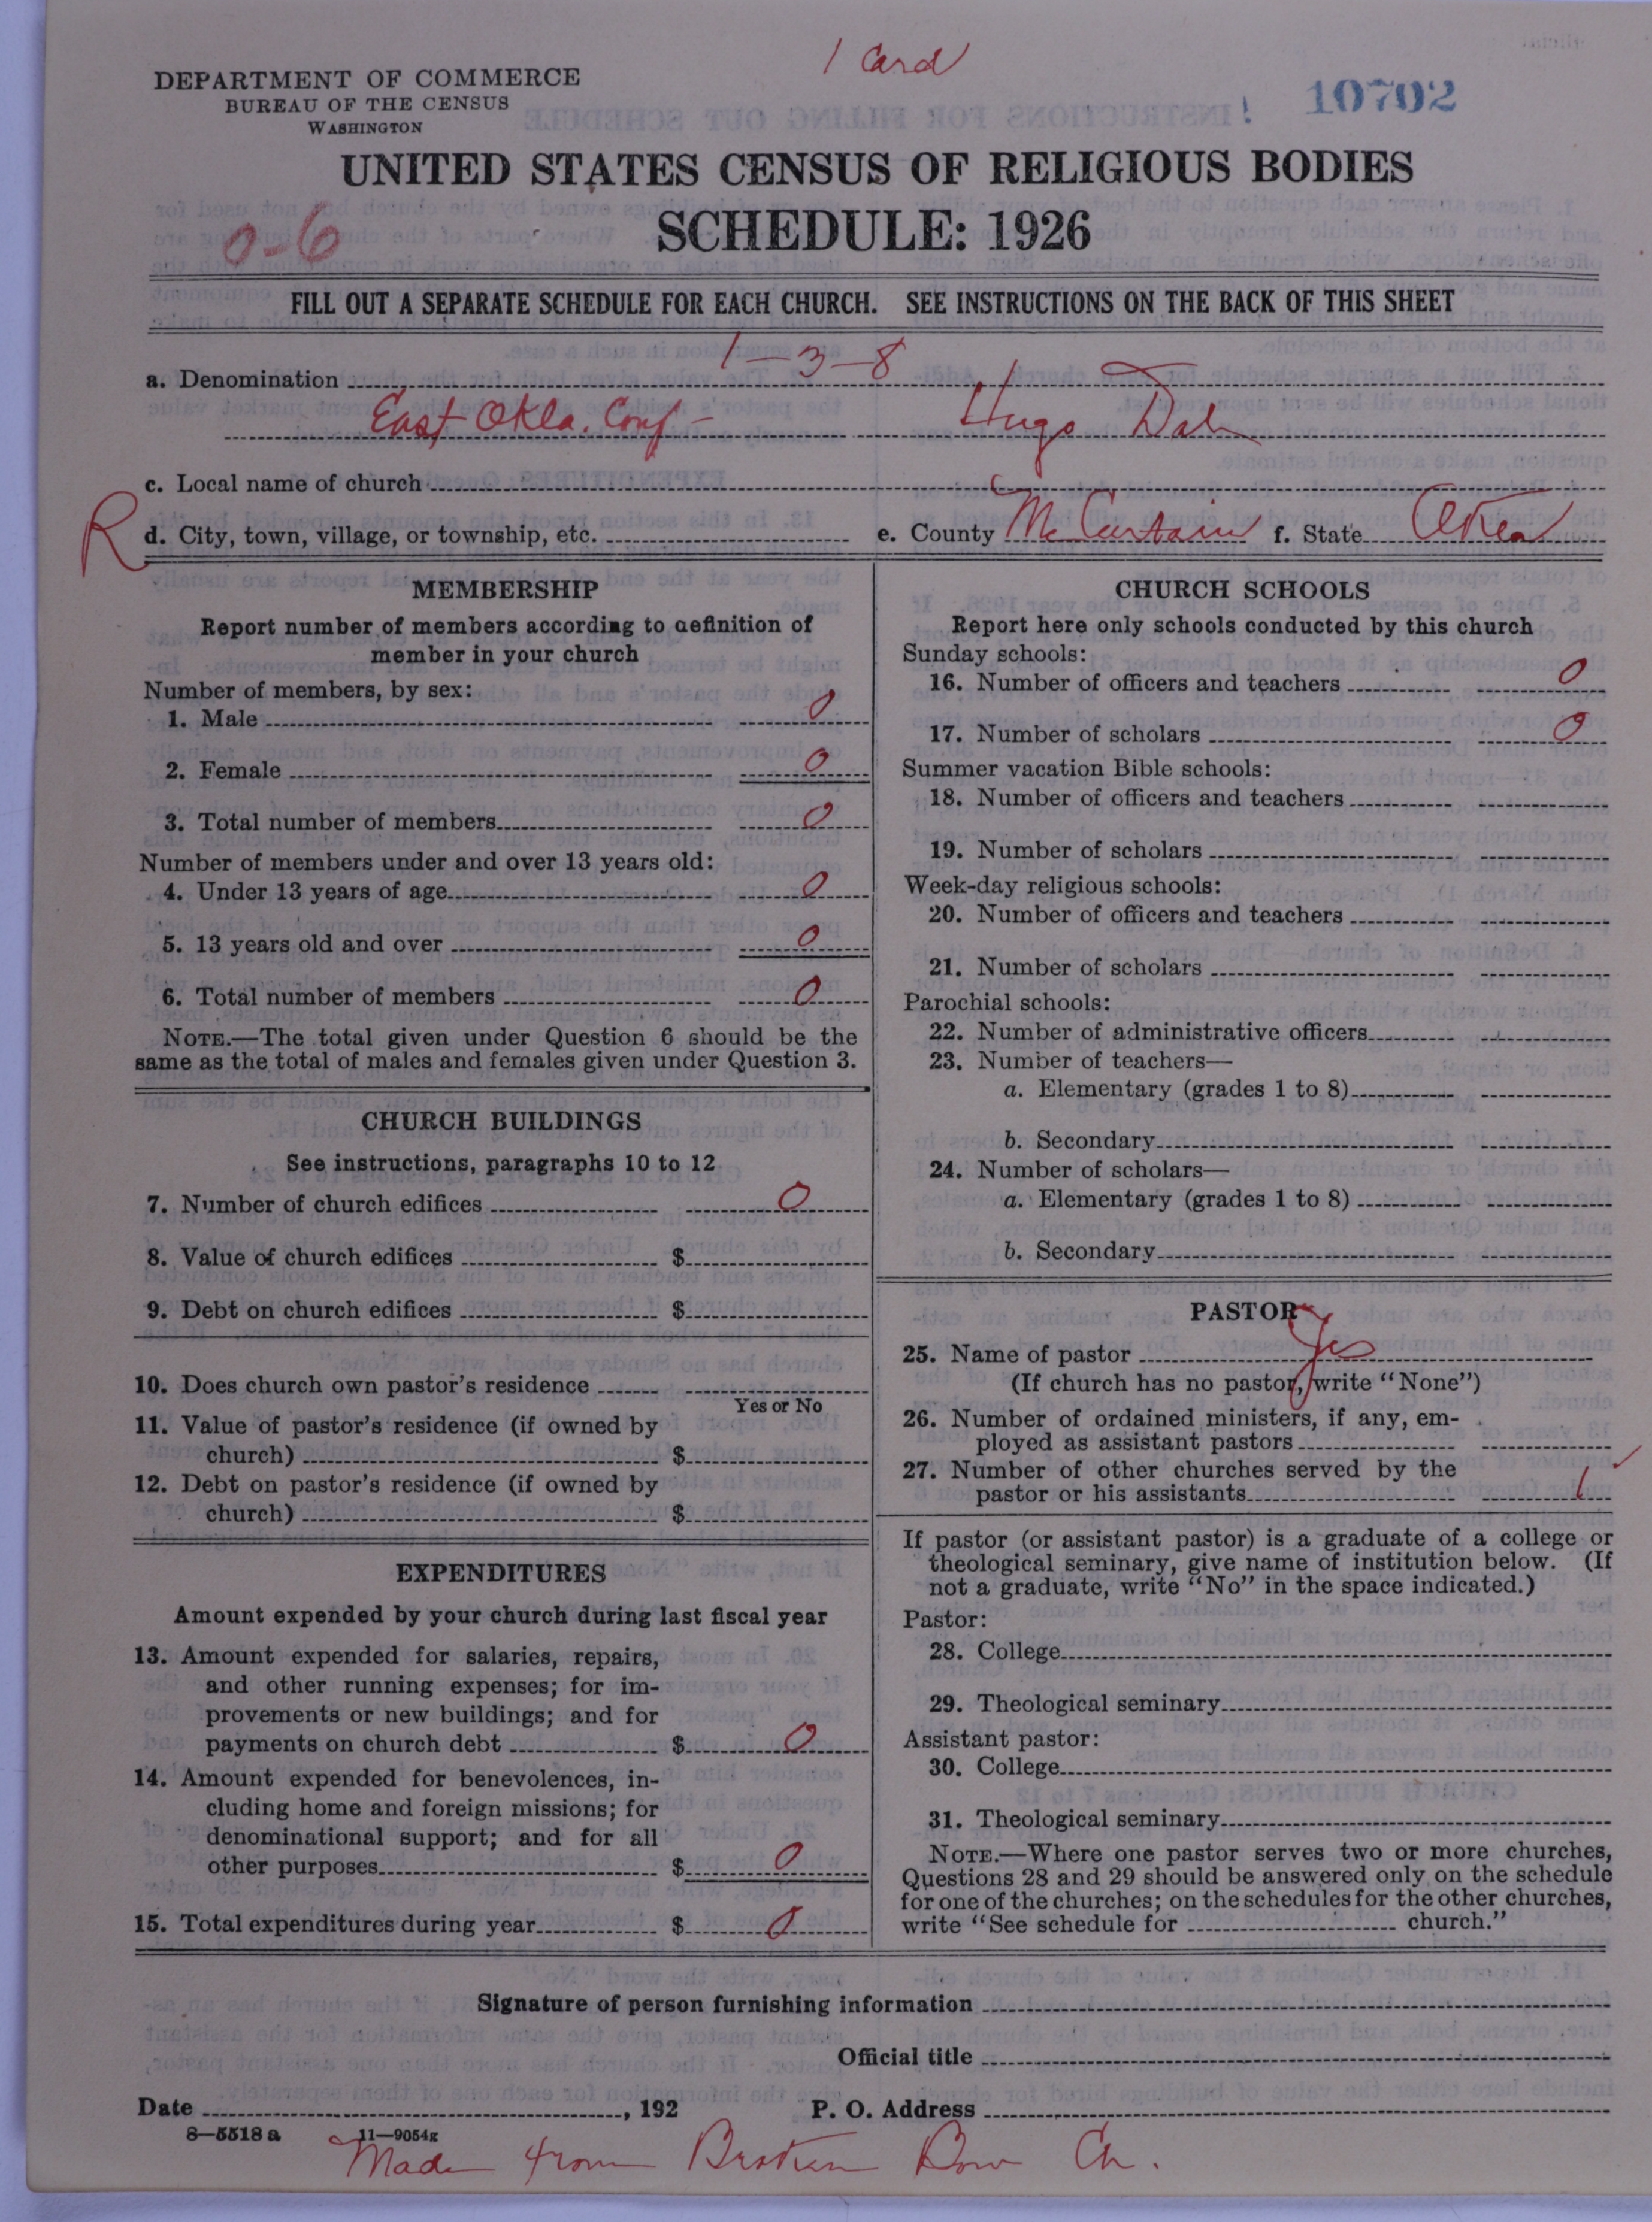 1 Card
DEPARTMENT OF COMMERCE
BUREAU OF THE CENSUS
WASHINGTON
10702
UNITED STATES CENSUS OF RELIGIOUS BODIES
0-6
SCHEDULE: 1926
FILL OUT A SEPARATE SCHEDULE FOR EACH CHURCH. SEE INSTRUCTIONS ON THE BACK OF THIS SHEET
a. Denomination 1-3-8
East Okla. Conf- Hugo
c. Local name of church
R d. City, town, village, or township, etc. e. County McCurtain f. State Okla
MEMBERSHIP
Report number of members according to definition of
member in your church
Number of members, by sex:
1. Male 0
2. Female 0
3. Total number of members 0
Number of members under and over 13 years old:
4. Under 13 years of age 0
5. 13 years old and over 0
6. Total number of members 0
NOTE.—The total given under Question 6 should be the
same as the total of males and females given under Question 3.
CHURCH BUILDINGS
See instructions, paragraphs 10 to 12
7. Number of church edifices 0
8. Value of church edifices $
9. Debt on church edifices $
10. Does church own pastor's residence
Yes or No
11. Value of pastor's residence (if owned by
church) $
12. Debt on pastor's residence (if owned by
church) $
EXPENDITURES
Amount expended by your church during last fiscal year
13. Amount expended for salaries, repairs,
and other running expenses; for im-
provements or new buildings; and for
payments on church debt $ 0
14. Amount expended for benevolences, in-
cluding home and foreign missions; for
denominational support; and for all
other purposes $ 0
15. Total expenditures during year $ 0
CHURCH SCHOOLS
Report here only schools conducted by this church
Sunday schools:
16. Number of officers and teachers 0
17. Number of scholars 0
Summer vacation Bible schools:
18. Number of officers and teachers
19. Number of scholars
Week-day religious schools:
20. Number of officers and teachers
21. Number of scholars
Parochial schools:
22. Number of administrative officers
23. Number of teachers—
a. Elementary (grades 1 to 8)
b. Secondary
24. Number of scholars—
a. Elementary (grades 1 to 8)
b. Secondary
PASTOR
25. Name of pastor Yes
(If church has no pastor, write "None")
26. Number of ordained ministers, if any, em-
ployed as assistant pastors
27. Number of other churches served by the
pastor or his assistants 1
If pastor (or assistant pastor) is a graduate of a college or
theological seminary, give name of institution below. (If
not a graduate, write "No" in the space indicated.)
Pastor:
28. College
29. Theological seminary
Assistant pastor:
30. College
31. Theological seminary
NOTE.—Where one pastor serves two or more churches,
Questions 28 and 29 should be answered only on the schedule
for one of the churches; on the schedules for the other churches,
write "See schedule for church."
Signature of person furnishing information
Official title
Date , 192 P. O. Address
8—5518a 11—9054g
Made from Broken Bow Ch.